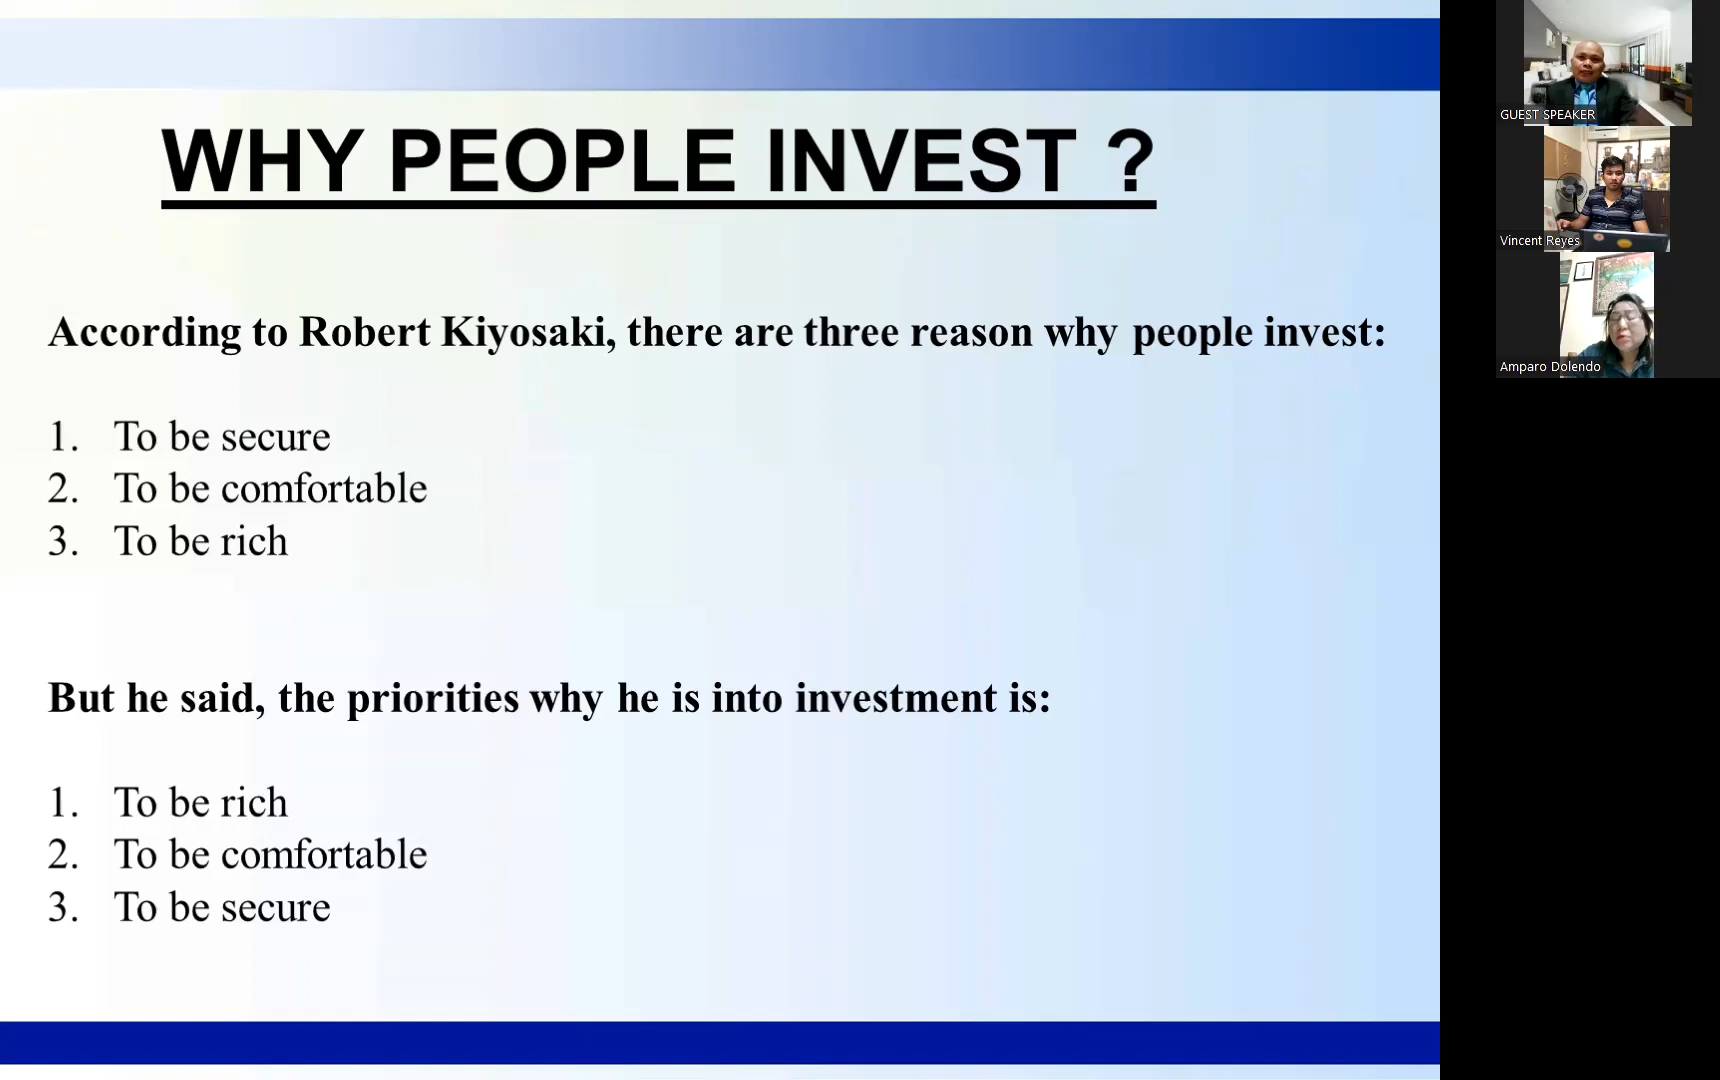 WHY PEOPLE INVEST ?
According to Robert Kiyosaki, there are three reason why people invest:
1. To be secure
2. To be comfortable
3. To be rich
But he said, the priorities why he is into investment is:
1. To be rich
2. To be comfortable
3. To be secure
GUEST SPEAKER
Vincent Reyes
Amparo Dolendo